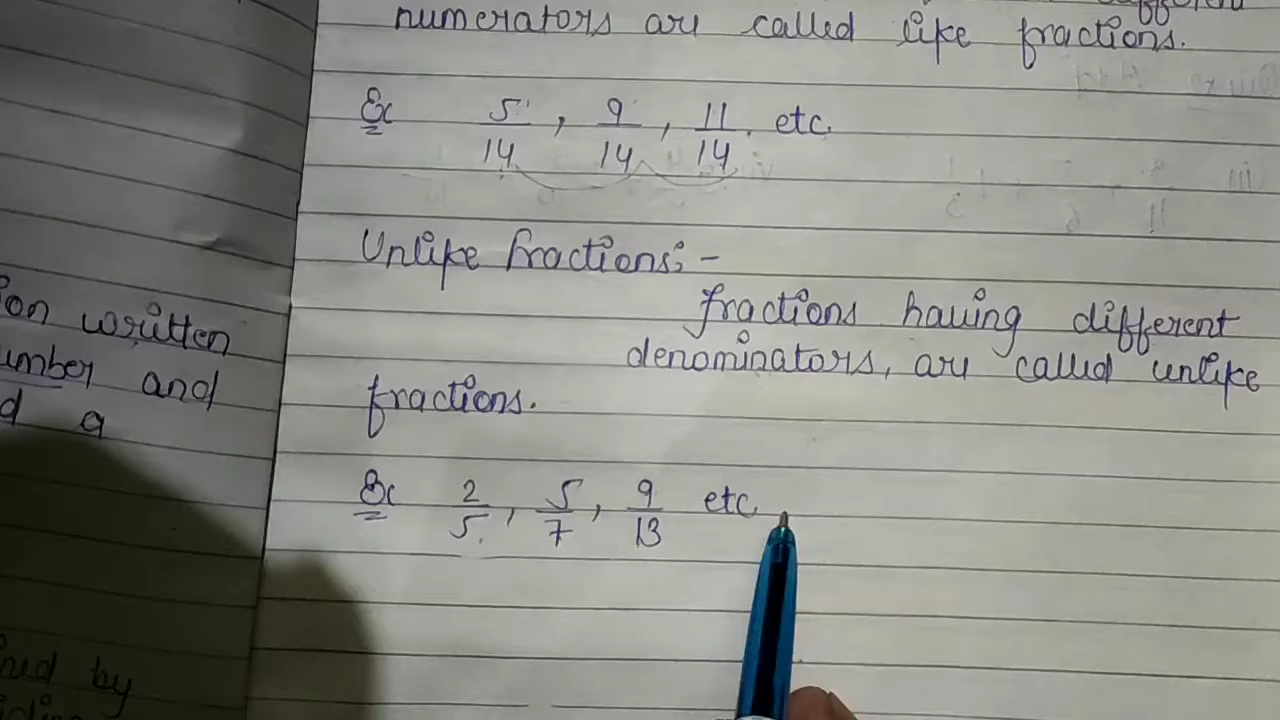 numerators are called like fractions.
Ex 5/14, 9/14, 11/14. etc.
Unlike fractions:-
fractions having different
denominators, are called unlike
fractions.
Ex 2/5, 5/7, 9/13 etc.
ion written
umber and
d a
by